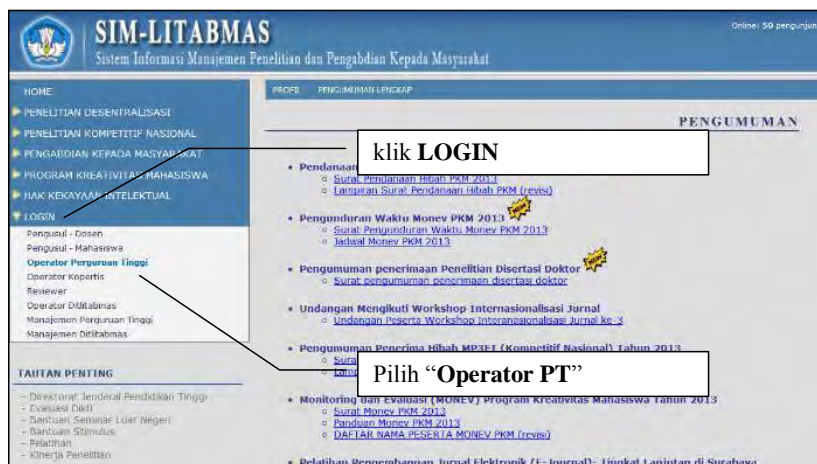 SIM-LITABMAS
Online: 50 pengunjun
Sistem Informasi Manajemen Penelitian dan Pengabdian Kepada Masyarakat
HOME
PENELITIAN DESENTRALISASI
PENELITIAN KOMPETITIF NASIONAL
PENGABDIAN KEPADA MASYARAKAT
PROGRAM KREATIVITAS MAHASISWA
HAK KEKAYAAN INTELEKTUAL
LOGIN
Pengusul - Dosen
Pengusul - Mahasiswa
Operator Perguruan Tinggi
Operator Kopertis
Reviewer
Operator Ditlitabmas
Manajemen Perguruan Tinggi
Manajemen Ditlitabmas
TAUTAN PENTING
- Direktorat Jenderal Pendidikan Tinggi
- Evaluasi Dikti
- Bantuan Seminar Luar Negeri
- Bantuan Stimulus
- Pelatihan
- Kinerja Penelitian
PROFIL PENGUMUMAN LENGKAP
PENGUMUMAN
klik LOGIN
• Pendanaan
Surat Pendanaan Hibah PKM 2013
Lampiran Surat Pendanaan Hibah PKM (revisi)
• Pengunduran Waktu Monev PKM 2013
Surat Pengunduran Waktu Monev PKM 2013
Jadwal Monev PKM 2013
• Pengumuman penerimaan Penelitian Disertasi Doktor
Surat pengumuman penerimaan disertasi doktor
• Undangan Mengikuti Workshop Internasionalisasi Jurnal
Undangan Peserta Workshop Interanasionalisasi Jurnal ke-3
• Pengumuman Penerima Hibah MP3EI (Kompetitif Nasional) Tahun 2013
Sura
Lamp
Pilih “Operator PT”
• Monitoring dan Evaluasi (MONEV) Program Kreativitas Mahasiswa Tahun 2013
Surat Monev PKM 2013
Panduan Monev PKM 2013
DAFTAR NAMA PESERTA MONEV PKM (revisi)
• Pelatihan Pengembangan Jurnal Elektronik (E-Journal)- Tingkat Lanjutan di Surabaya